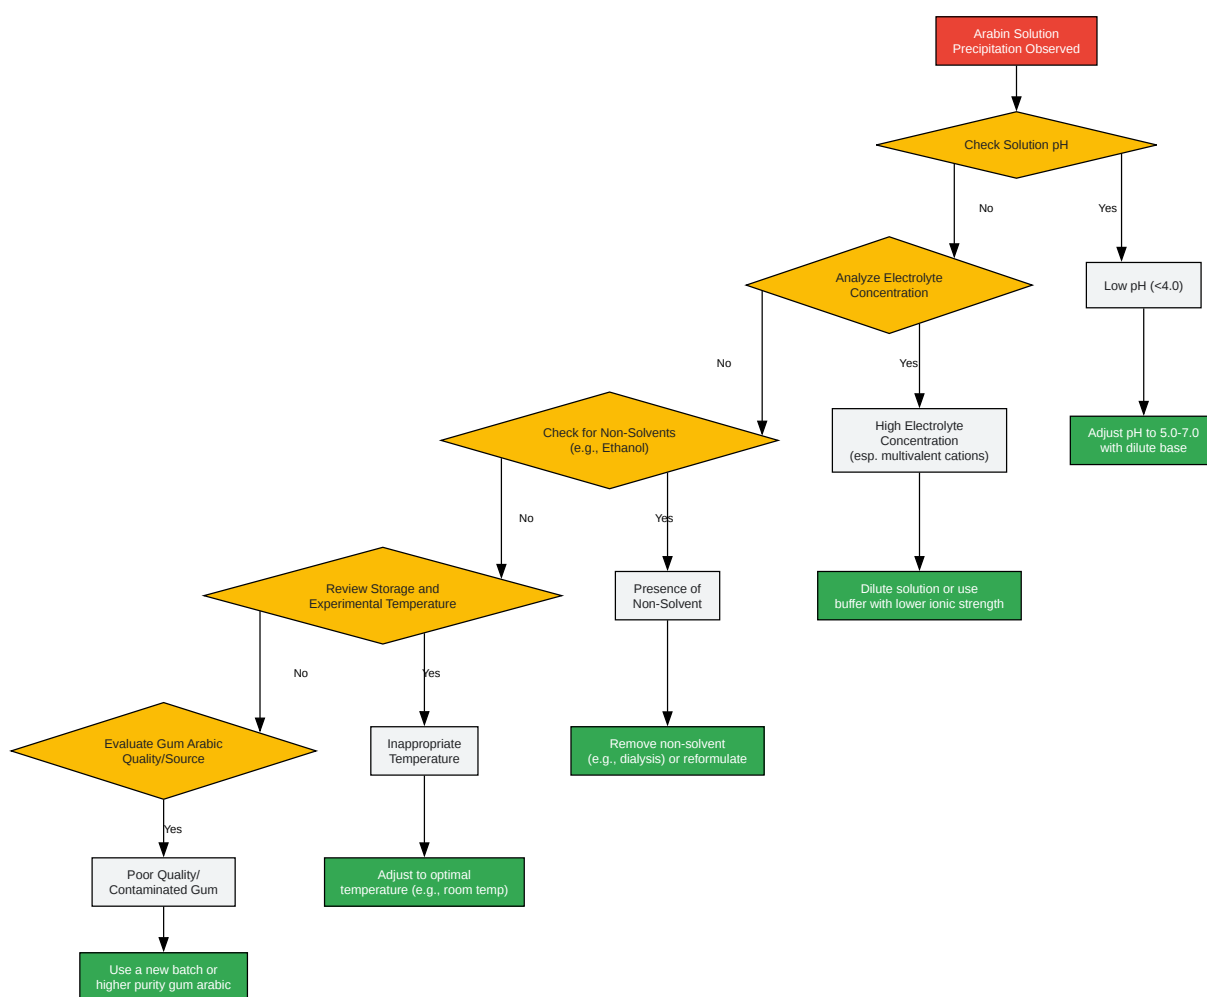 Arabin Solution
Precipitation Observed
Check Solution pH
No
Yes
Analyze Electrolyte
Concentration
Low pH (<4.0)
No
Yes
Check for Non-Solvents
(e.g., Ethanol)
High Electrolyte
Concentration
(esp. multivalent cations)
Adjust pH to 5.0-7.0
with dilute base
No
Yes
Review Storage and
Experimental Temperature
Presence of
Non-Solvent
Dilute solution or use
buffer with lower ionic strength
No
Yes
Evaluate Gum Arabic
Quality/Source
Inappropriate
Temperature
Remove non-solvent
(e.g., dialysis) or reformulate
Yes
Poor Quality/
Contaminated Gum
Adjust to optimal
temperature (e.g., room temp)
Use a new batch or
higher purity gum arabic